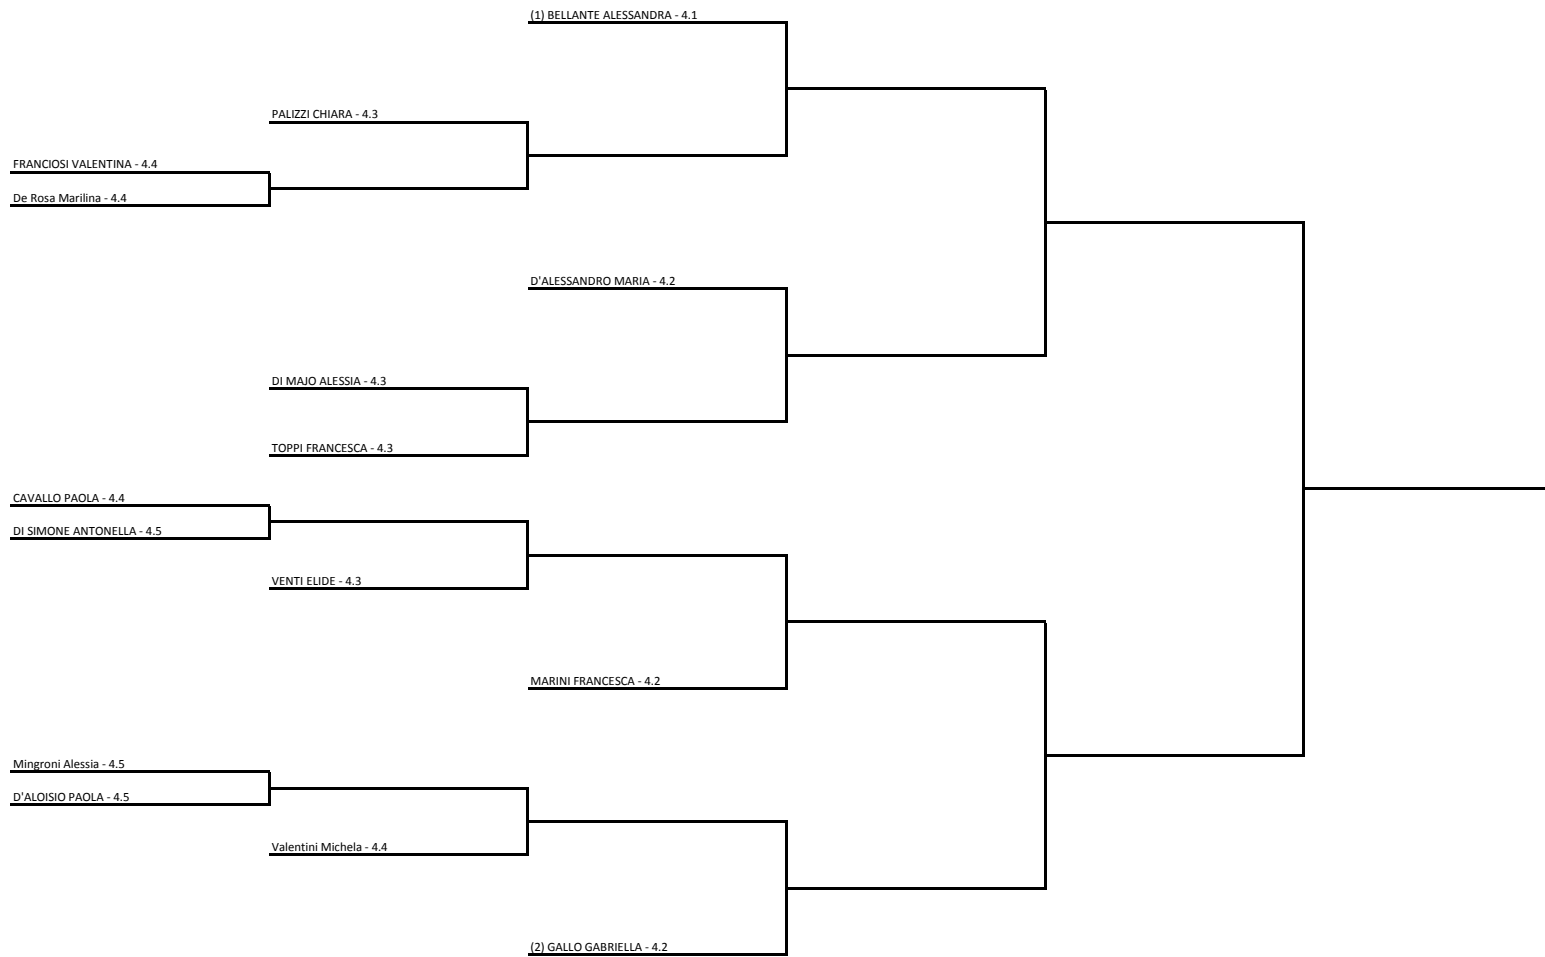 (1) BELLANTE ALESSANDRA - 4.1
PALIZZI CHIARA - 4.3
FRANCIOSI VALENTINA - 4.4
De Rosa Marilina - 4.4
D'ALESSANDRO MARIA - 4.2
DI MAJO ALESSIA - 4.3
TOPPI FRANCESCA - 4.3
CAVALLO PAOLA - 4.4
DI SIMONE ANTONELLA - 4.5
VENTI ELIDE - 4.3
MARINI FRANCESCA - 4.2
Mingroni Alessia - 4.5
D'ALOISIO PAOLA - 4.5
Valentini Michela - 4.4
(2) GALLO GABRIELLA - 4.2